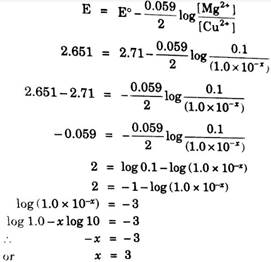 E = E° - 0.059/2 log [Mg²⁺]/[Cu²⁺]
2.651 = 2.71 - 0.059/2 log 0.1/(1.0×10⁻ˣ)
2.651 - 2.71 = - 0.059/2 log 0.1/(1.0×10⁻ˣ)
-0.059 = - 0.059/2 log 0.1/(1.0×10⁻ˣ)
2 = log 0.1 - log (1.0×10⁻ˣ)
2 = -1 - log (1.0×10⁻ˣ)
log (1.0×10⁻ˣ) = -3
log 1.0 - x log 10 = -3
∴ -x = -3
or x = 3